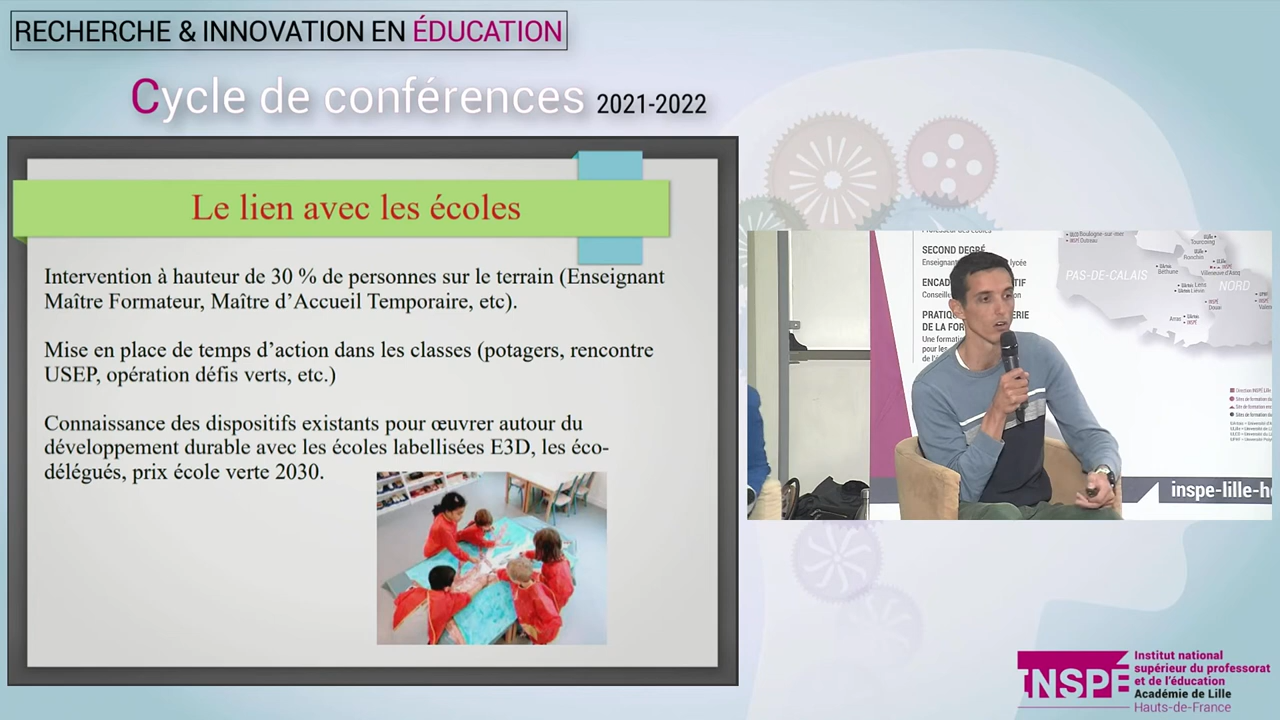 RECHERCHE & INNOVATION EN ÉDUCATION
Cycle de conférences 2021-2022
Le lien avec les écoles
Intervention à hauteur de 30 % de personnes sur le terrain (Enseignant
Maître Formateur, Maître d’Accueil Temporaire, etc).
Mise en place de temps d’action dans les classes (potagers, rencontre
USEP, opération défis verts, etc.)
Connaissance des dispositifs existants pour œuvrer autour du
développement durable avec les écoles labellisées E3D, les éco-
délégués, prix école verte 2030.
SECOND DEGRÉ
PAS-DE-CALAIS
NORD
inspe-lille-h
INSPÉ
Institut national
supérieur du professorat
et de l’éducation
Académie de Lille
Hauts-de-France